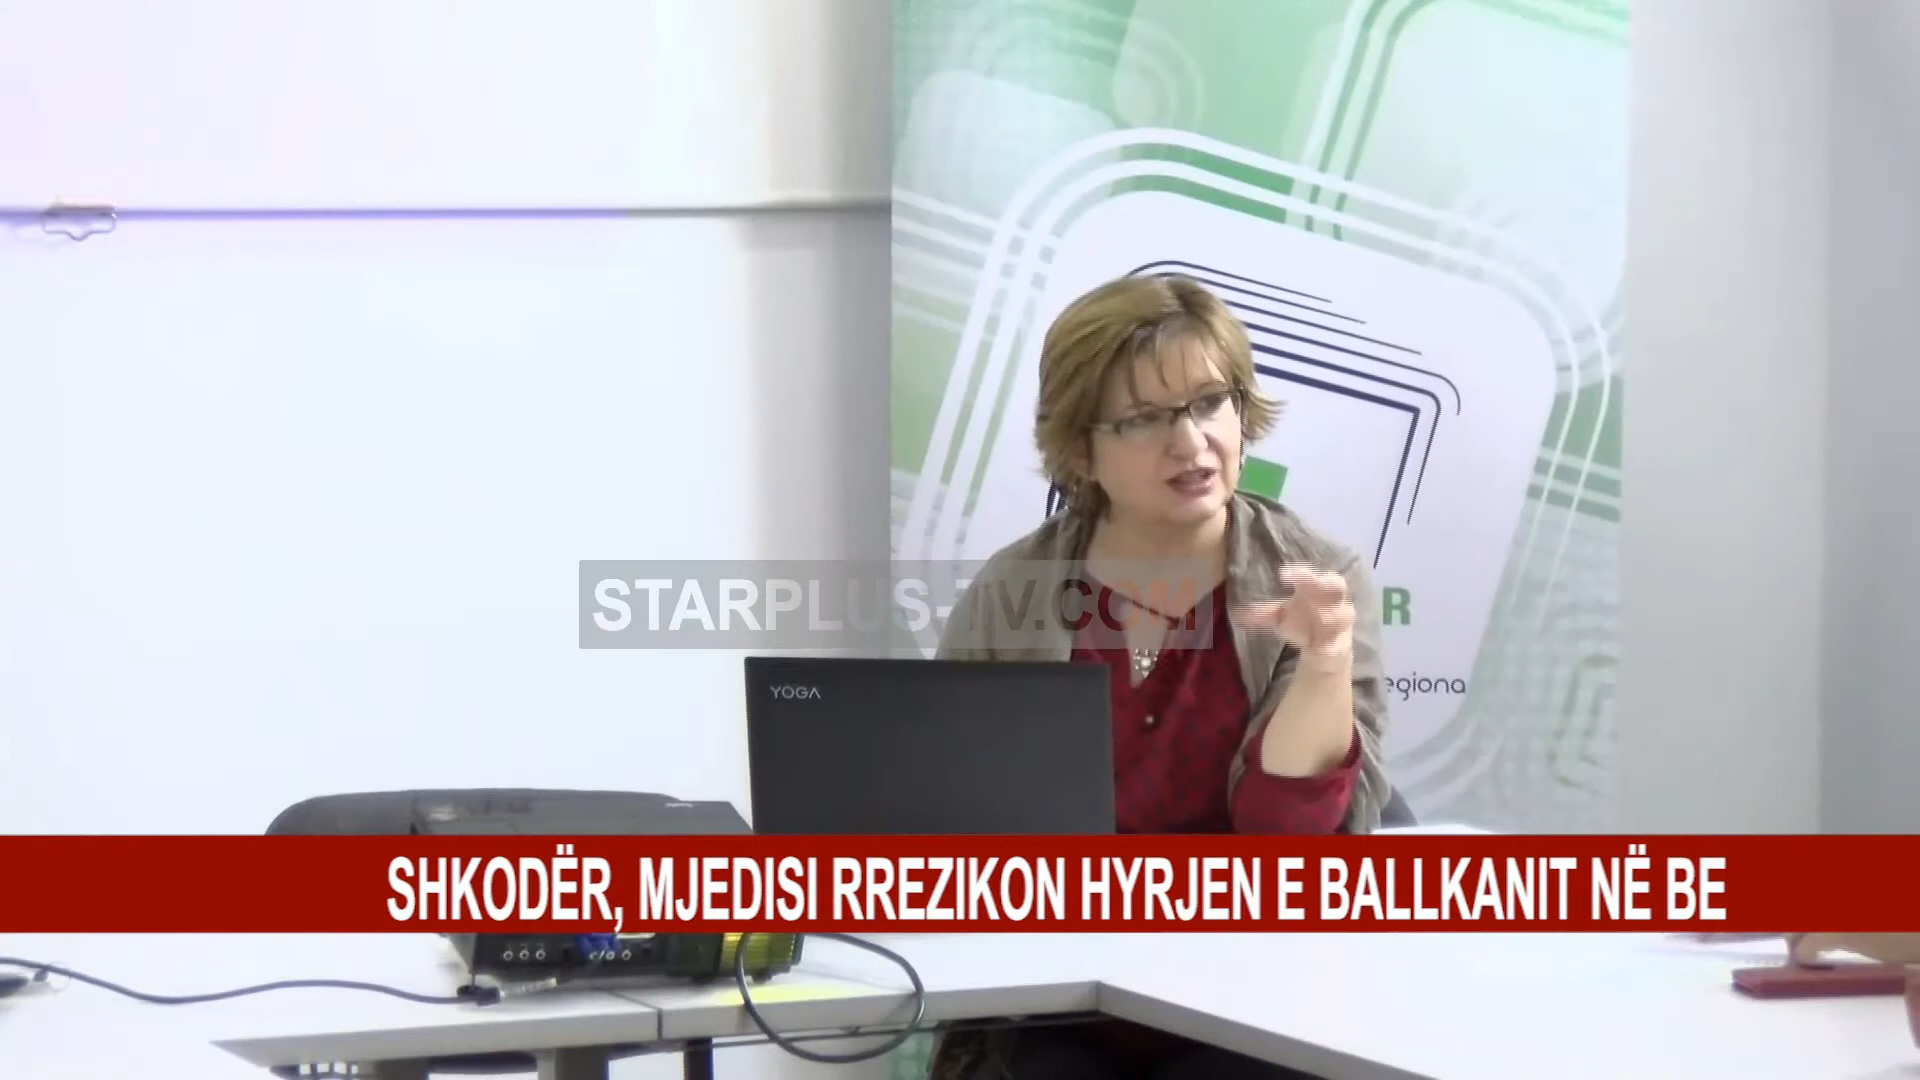 R
STARPLUS-TV.COM
egiona
YOGA
SHKODËR, MJEDISI RREZIKON HYRJEN E BALLKANIT NË BE